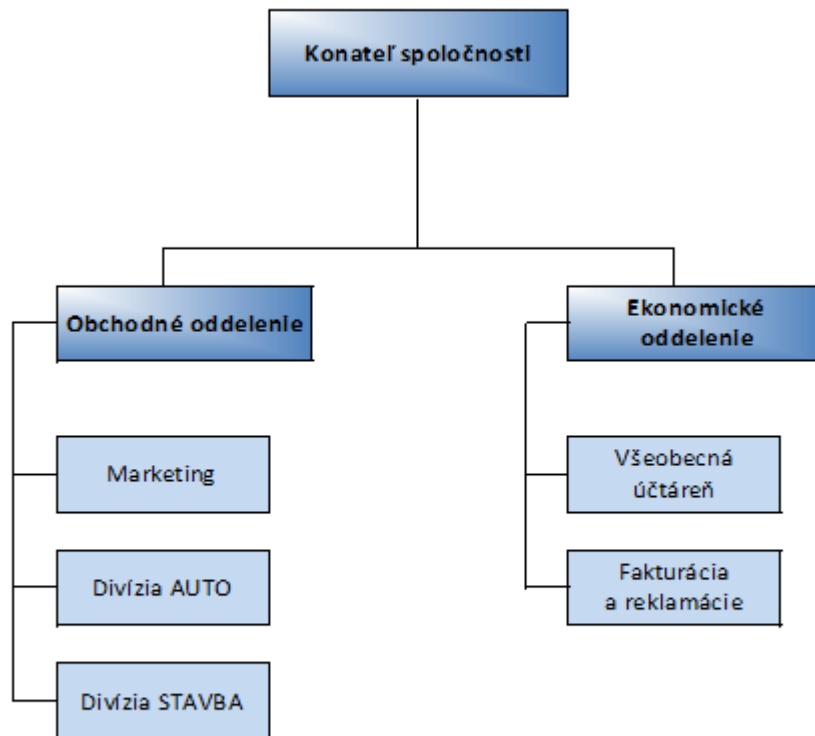 Konateľ spoločnosti
Obchodné oddelenie
Ekonomické
oddelenie
Marketing
Všeobecná
účtáreň
Divízia AUTO
Fakturácia
a reklamácie
Divízia STAVBA